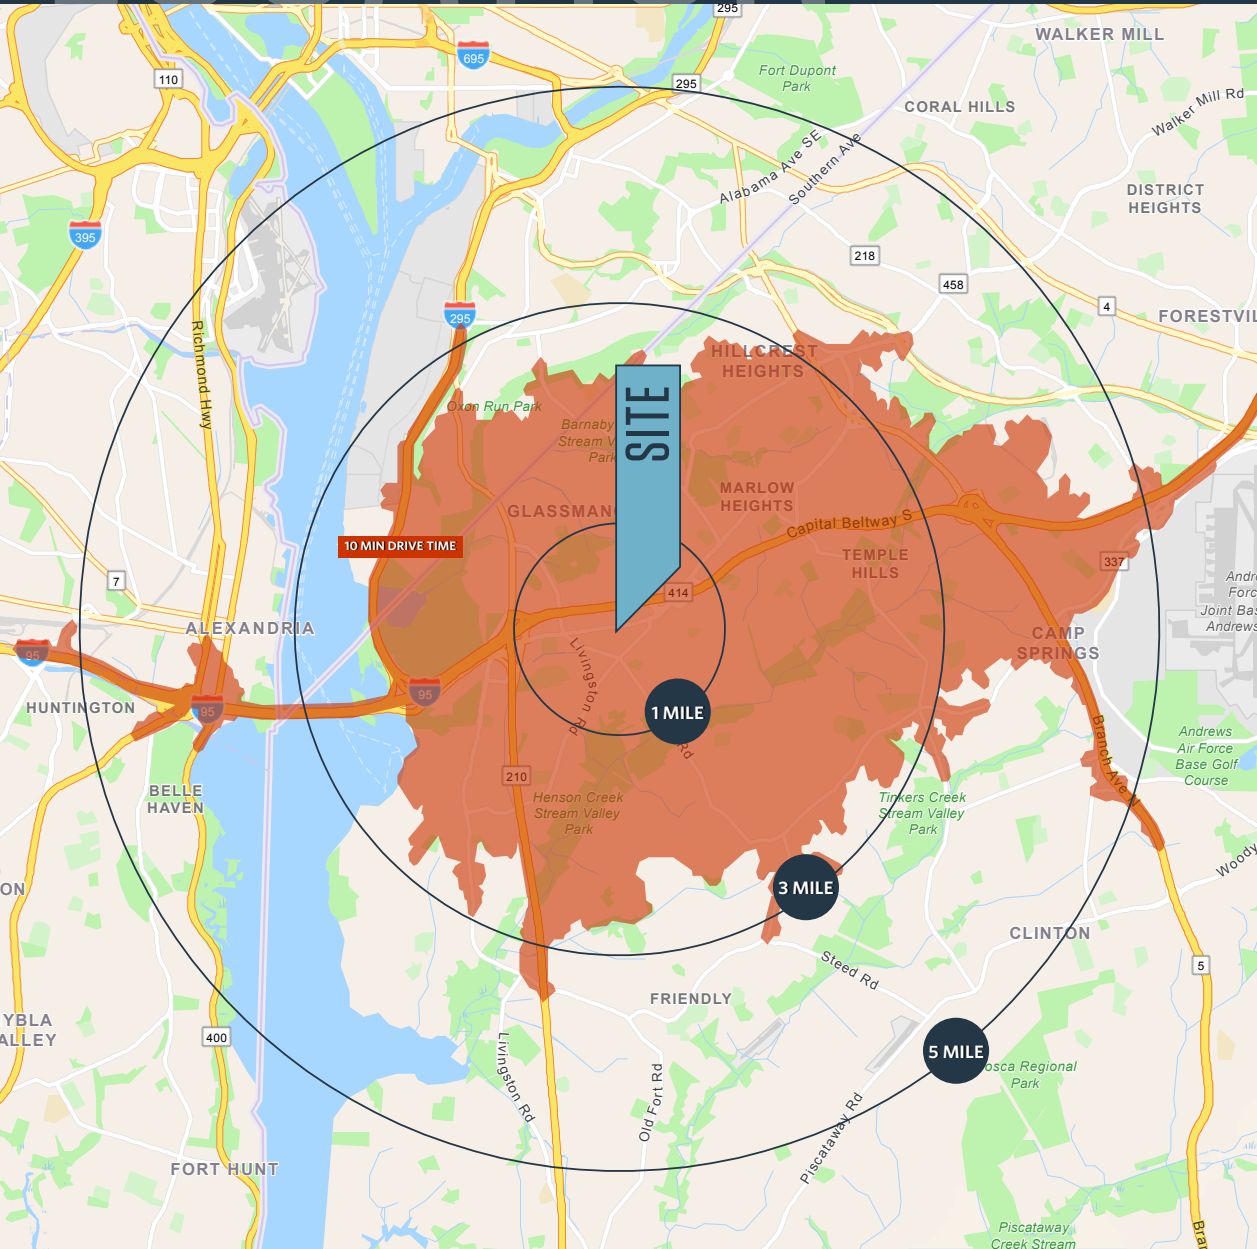 295
WALKER MILL
695
Fort Dupont
Park
110
295
CORAL HILLS
Walker Mill Rd
Alabama Ave SE
Southern Ave
DISTRICT
HEIGHTS
395
218
458
4
295
FORESTVIL
Richmond Hwy
HILLCREST
HEIGHTS
SITE
Oxon Run Park
Barnaby
Stream V
Park
MARLOW
HEIGHTS
GLASSMAN
Capital Beltway S
10 MIN DRIVE TIME
TEMPLE
HILLS
337
7
414
Andre
Forc
Joint Bas
Andrews
ALEXANDRIA
CAMP
SPRINGS
95
Livingston Rd
95
95
HUNTINGTON
1 MILE
Rd
Branch Ave N
Andrews
Air Force
Base Golf
Course
210
BELLE
HAVEN
Henson Creek
Stream Valley
Park
Tinkers Creek
Stream Valley
Park
Woody
3 MILE
ON
CLINTON
Steed Rd
5
FRIENDLY
YBLA
ALLEY
400
5 MILE
osca Regional
Park
Livingston Rd
Old Fort Rd
Piscataway Rd
FORT HUNT
Piscataway
Creek Stream
Bran